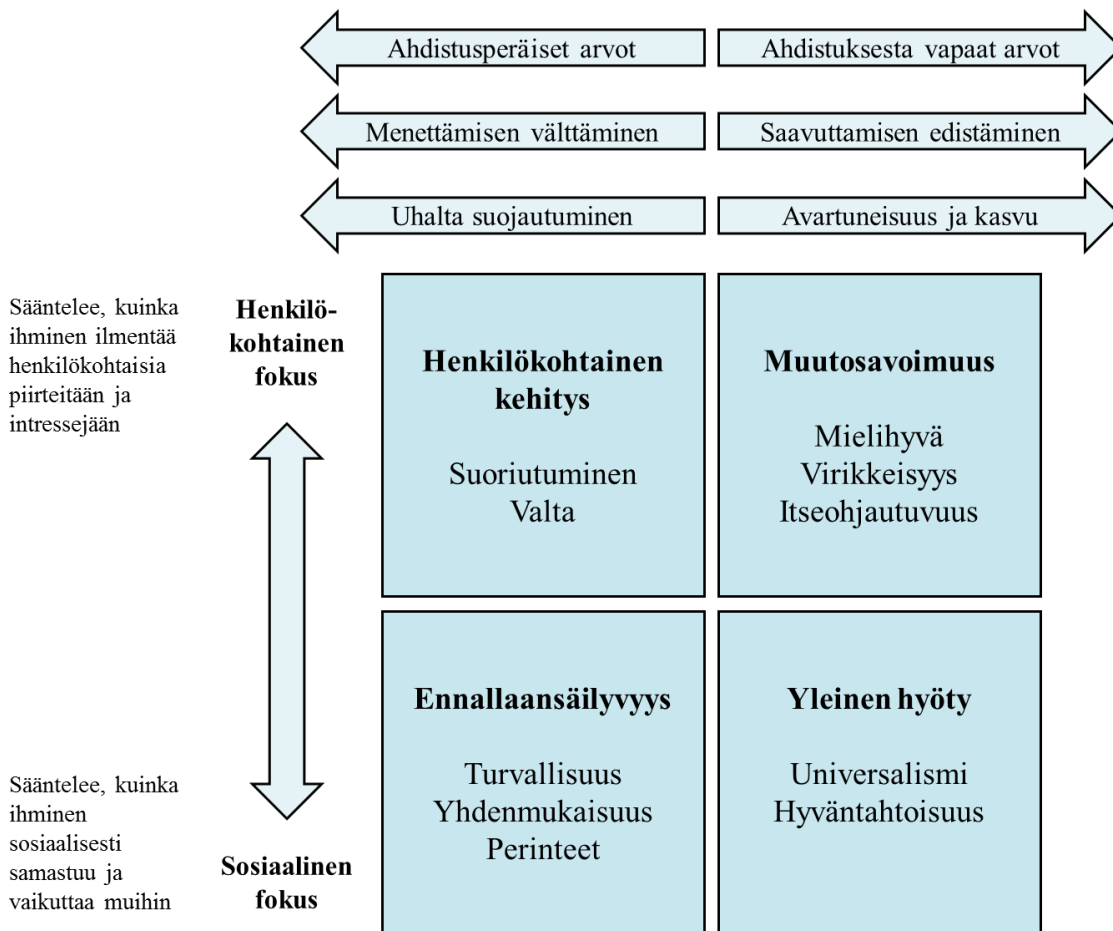 Ahdistusperäiset arvot
Ahdistuksesta vapaat arvot
Menettämisen välttäminen
Saavuttamisen edistäminen
Uhalta suojautuminen
Avartuneisuus ja kasvu
Sääntelee, kuinka
ihminen ilmentää
henkilökohtaisia
piirteitään ja
intressejään
Henkilö-
kohtainen
fokus
Henkilökohtainen
kehitys
Suoriutuminen
Valta
Muutosavoimuus
Mielihyvä
Virikkeisyys
Itseohjautuvuus
Sääntelee, kuinka
ihminen
sosiaalisesti
samastuu ja
vaikuttaa muihin
Sosiaalinen
fokus
Ennallaansäilyvyys
Turvallisuus
Yhdenmukaisuus
Perinteet
Yleinen hyöty
Universalismi
Hyväntahtoisuus